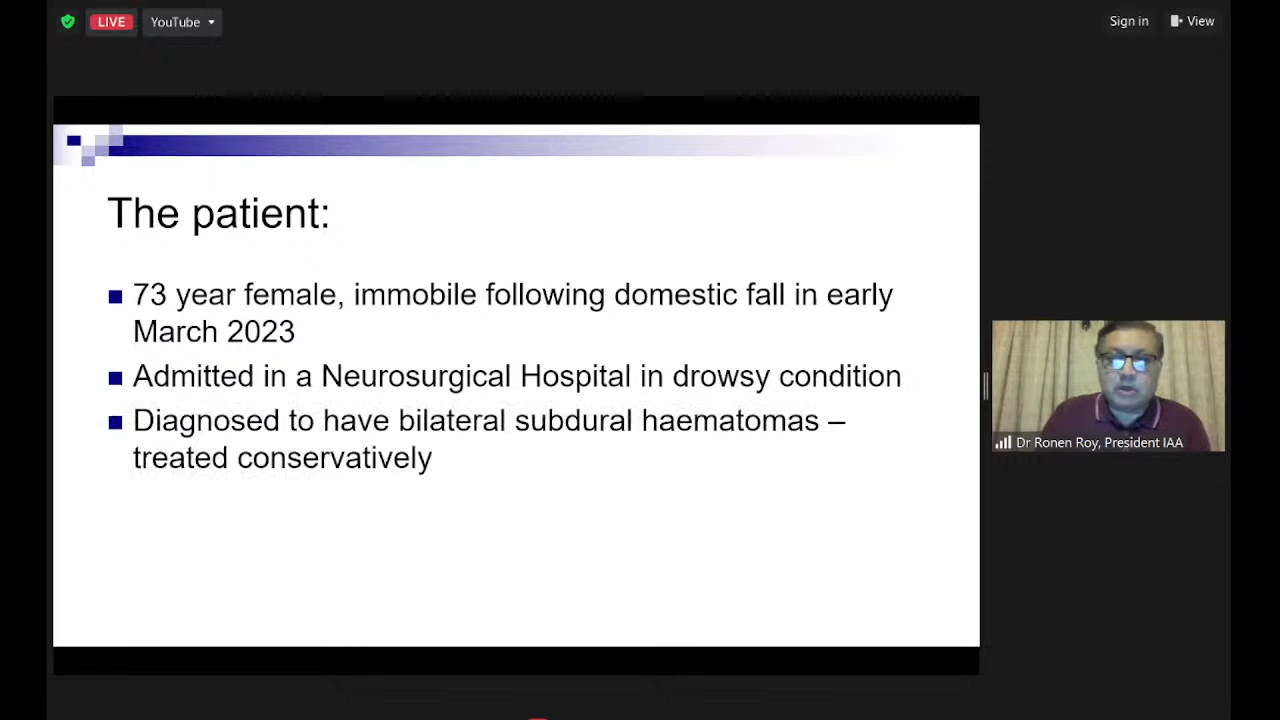 LIVE
YouTube
Sign in
View
The patient:
73 year female, immobile following domestic fall in early
March 2023
Admitted in a Neurosurgical Hospital in drowsy condition
Diagnosed to have bilateral subdural haematomas –
treated conservatively
Dr Ronen Roy, President IAA